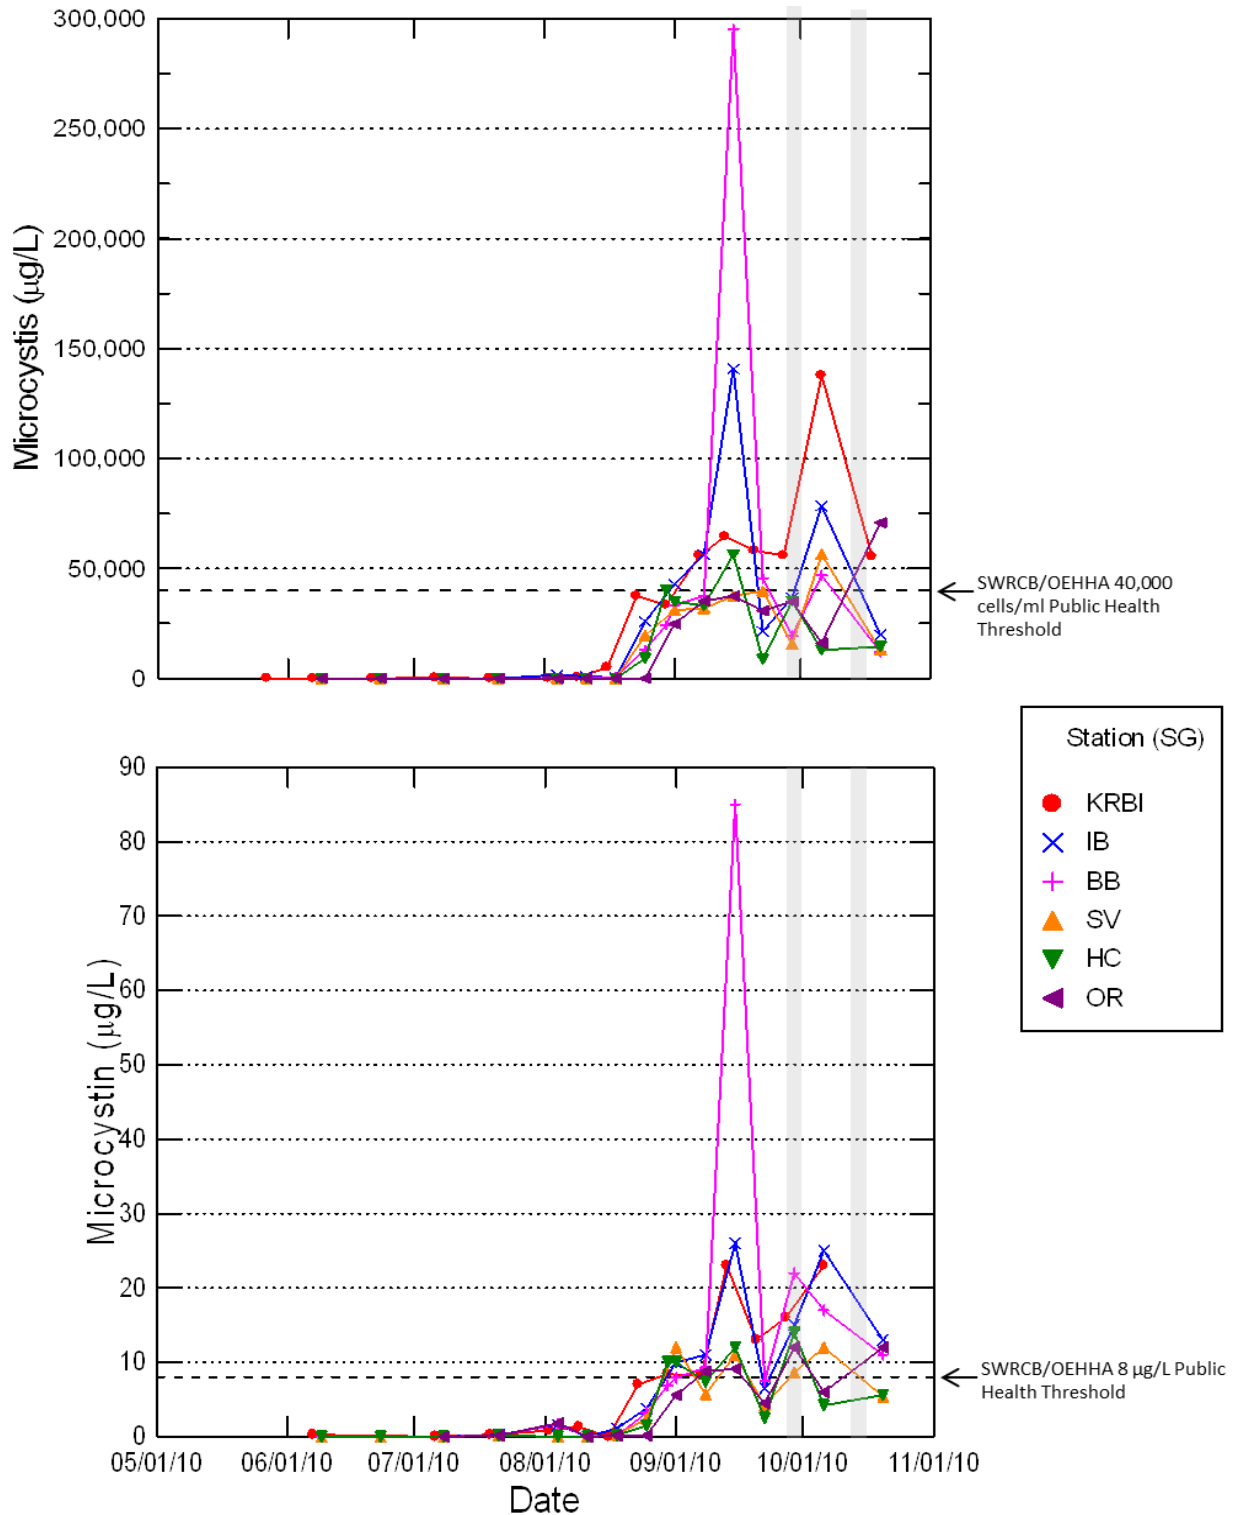 300,000
250,000
200,000
150,000
100,000
50,000
0
Microcystis (µg/L)
SWRCB/OEHHA 40,000
cells/ml Public Health
Threshold
Station (SG)
KRBI
IB
BB
SV
HC
OR
90
80
70
60
50
40
30
20
10
0
Microcystin (µg/L)
SWRCB/OEHHA 8 µg/L Public
Health Threshold
05/01/10 06/01/10 07/01/10 08/01/10 09/01/10 10/01/10 11/01/10
Date